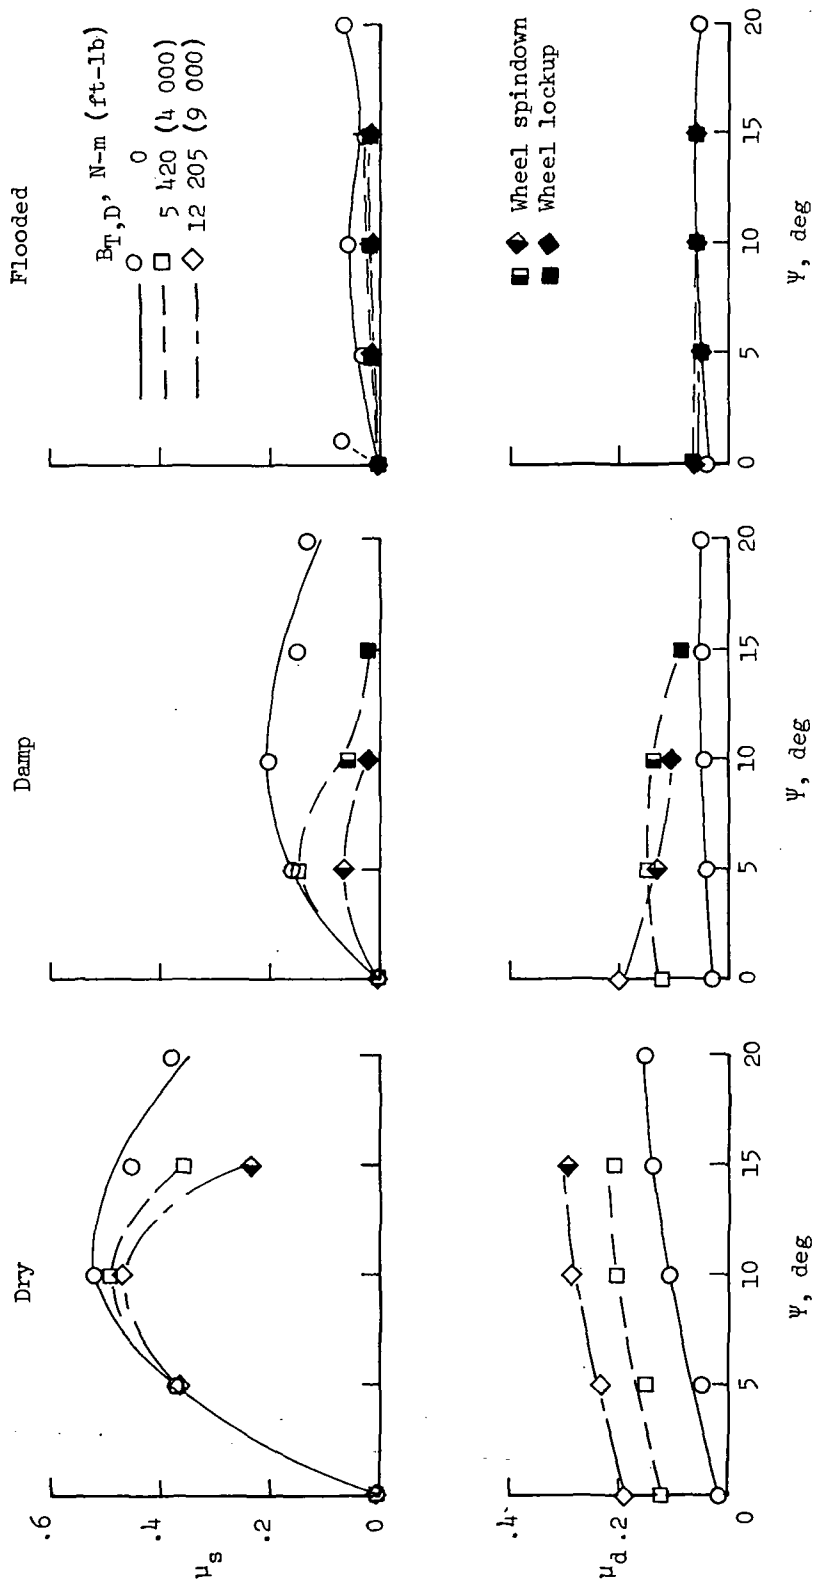 Dry
Damp
Flooded
B_T,D, N-m (ft-lb)
0
5 420 (4 000)
12 205 (9 000)
μ_s
.6
.4
.2
0
Wheel spindown
Wheel lockup
μ_d
.4
.2
0
0 5 10 15 20
Ψ, deg
0 5 10 15 20
Ψ, deg
0 5 10 15 20
Ψ, deg